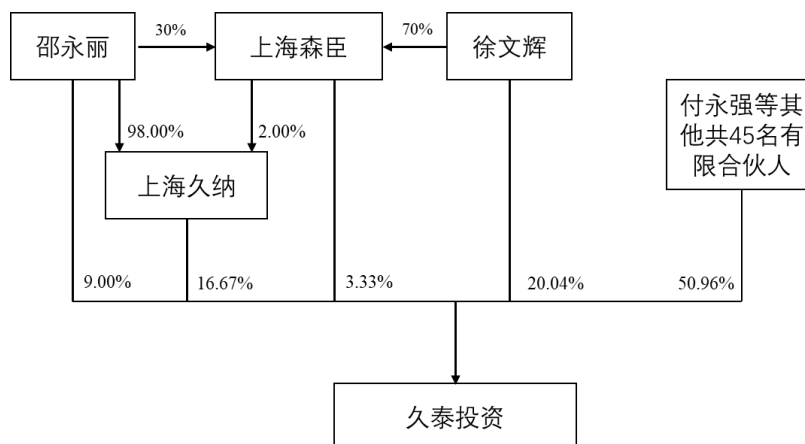 邵永丽
30%
上海森臣
70%
徐文辉
付永强等其
他共45名有
限合伙人
98.00%
2.00%
上海久纳
9.00%
16.67%
3.33%
20.04%
50.96%
久泰投资